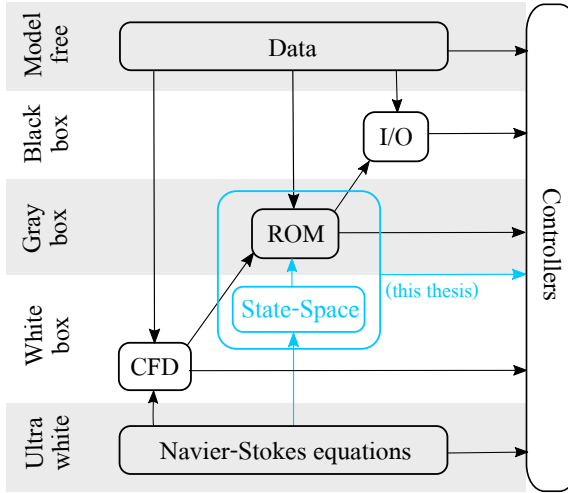 Model
free
Data
Black
box
I/O
Gray
box
ROM
(this thesis)
State-Space
White
box
CFD
Ultra
white
Navier-Stokes equations
Controllers